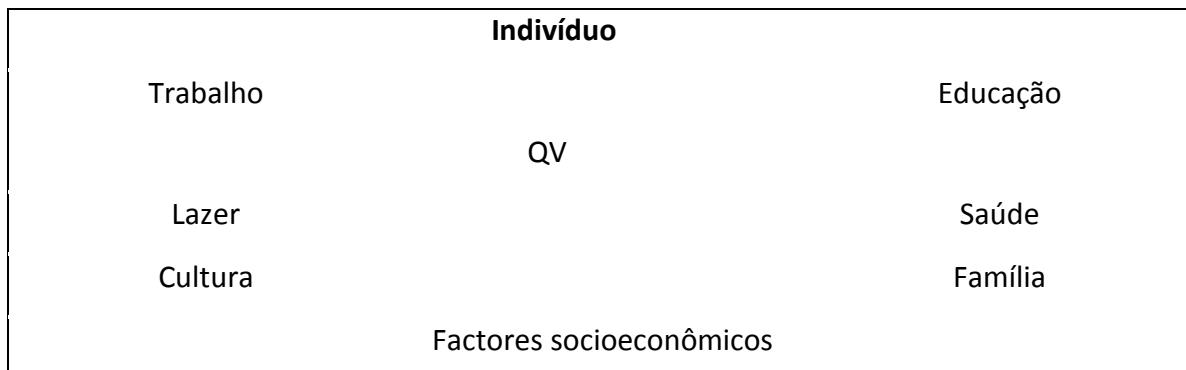 Indivíduo
Trabalho Educação
QV
Lazer Saúde
Cultura Família
Factores socioeconômicos